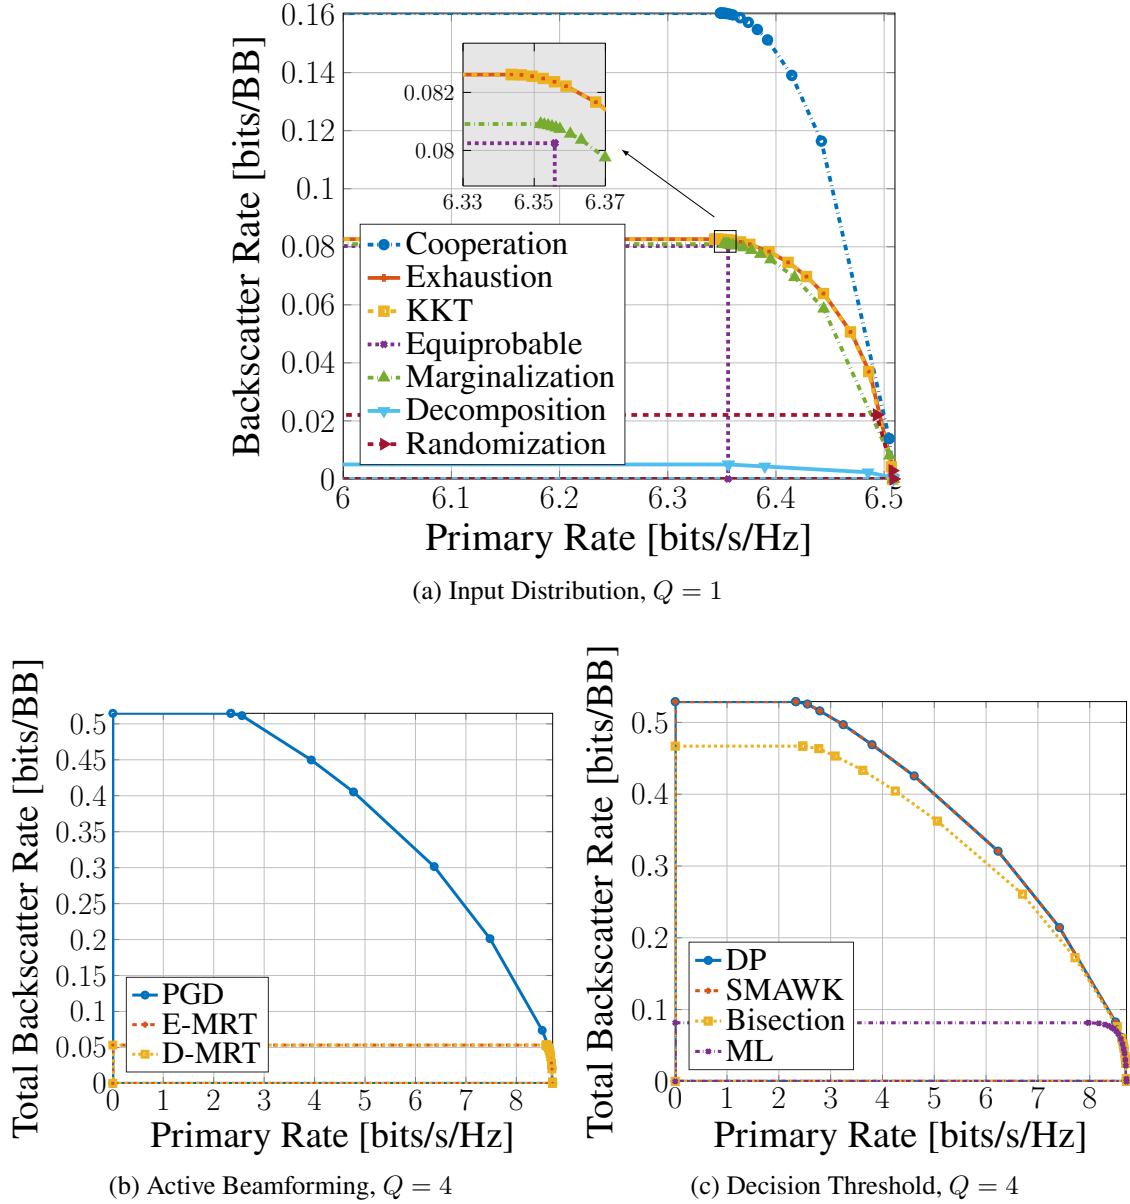 0.16
0.14
0.12
0.1
0.08
0.06
0.04
0.02
0
Backscatter Rate [bits/BB]
0.082
0.08
6.33 6.35 6.37
Cooperation
Exhaustion
KKT
Equiprobable
Marginalization
Decomposition
Randomization
6 6.1 6.2 6.3 6.4 6.5
Primary Rate [bits/s/Hz]
(a) Input Distribution, Q = 1
Total Backscatter Rate [bits/BB]
0.5
0.45
0.4
0.35
0.3
0.25
0.2
0.15
0.1
0.05
0
PGD
E-MRT
D-MRT
0 1 2 3 4 5 6 7 8
Primary Rate [bits/s/Hz]
(b) Active Beamforming, Q = 4
Total Backscatter Rate [bits/BB]
0.5
0.4
0.3
0.2
0.1
0
DP
SMAWK
Bisection
ML
0 1 2 3 4 5 6 7 8
Primary Rate [bits/s/Hz]
(c) Decision Threshold, Q = 4